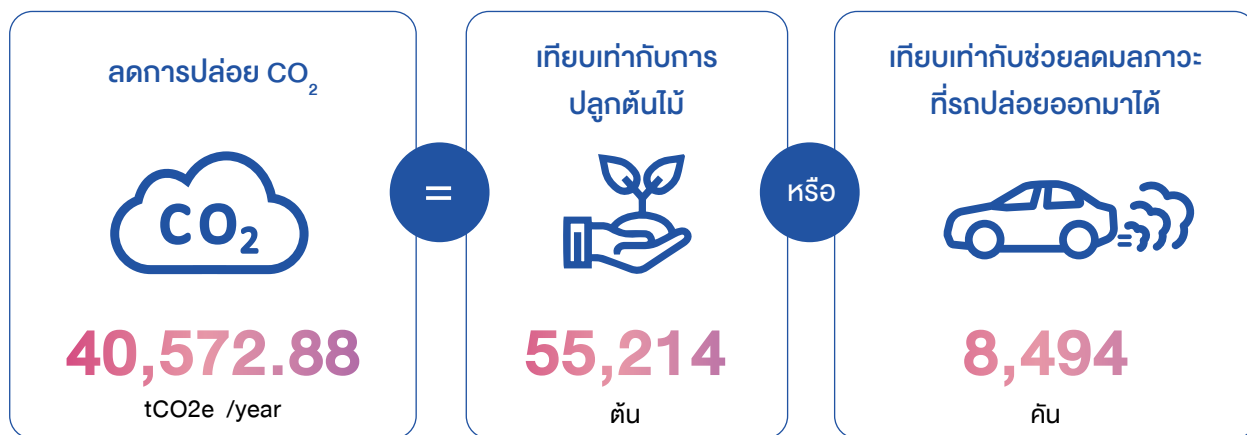 ลดการปล่อย CO₂
CO₂
40,572.88
tCO2e /year
=
เทียบเท่ากับการ
ปลูกต้นไม้
55,214
ต้น
หรือ
เทียบเท่ากับช่วยลดมลภาวะ
ที่รถปล่อยออกมาได้
8,494
คัน